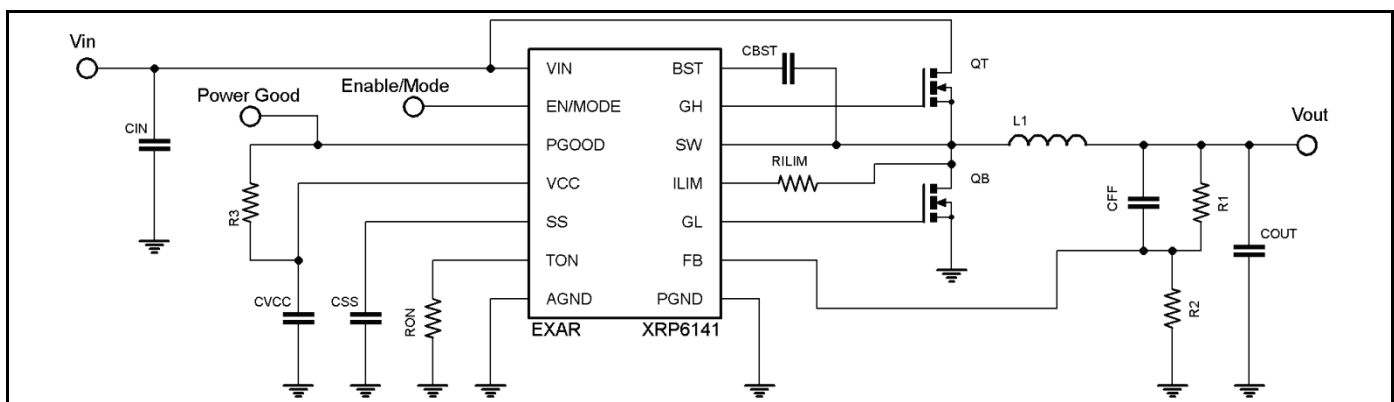 Vin
Power Good
Enable/Mode
CIN
R3
CVCC
CSS
RON
VIN
EN/MODE
PGOOD
VCC
SS
TON
AGND
BST
GH
SW
ILIM
GL
FB
PGND
EXAR XRP6141
CBST
RILIM
QT
QB
L1
Vout
CFF
R1
COUT
R2